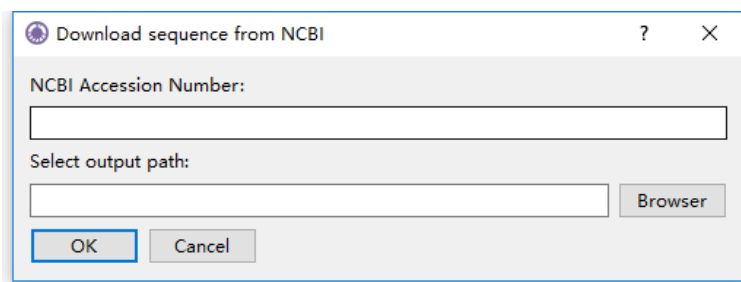 Download sequence from NCBI ? ×
NCBI Accession Number:
Select output path:
Browser
OK Cancel